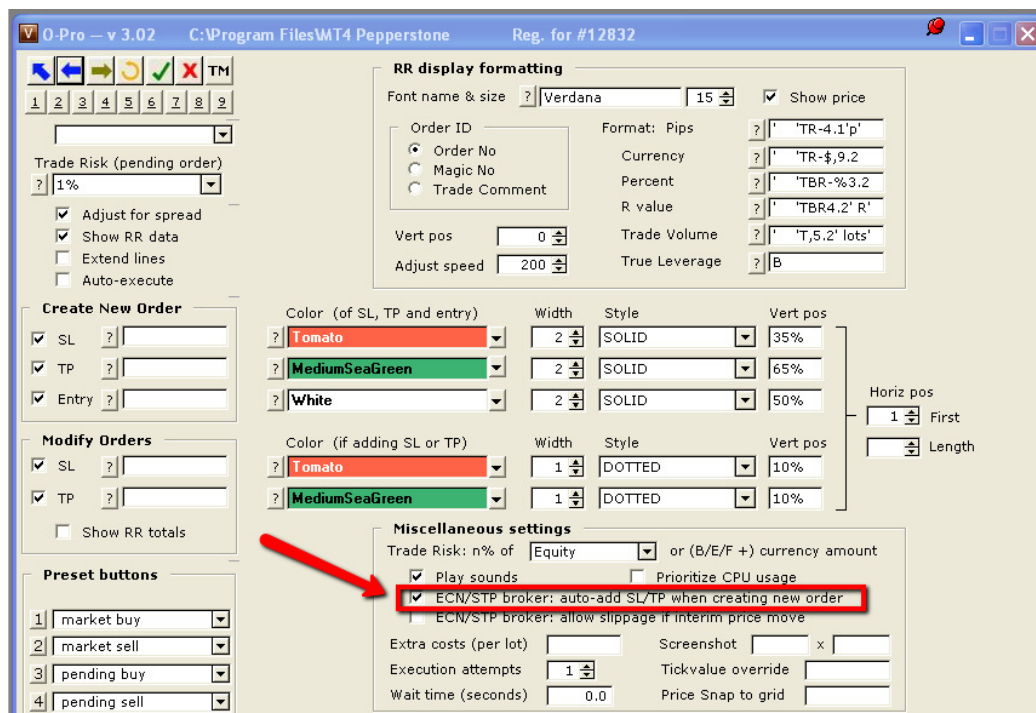 O-Pro — v 3.02 C:\Program Files\MT4 Pepperstone Reg. for #12832
TM
1 2 3 4 5 6 7 8 9
Trade Risk (pending order)
? 1%
Adjust for spread
Show RR data
Extend lines
Auto-execute
RR display formatting
Font name & size ? Verdana 15 Show price
Order ID
Order No
Magic No
Trade Comment
Vert pos 0
Adjust speed 200
Format: Pips ? ' 'TR-4.1'p'
Currency ? ' 'TR-$,9.2
Percent ? ' 'TBR-%3.2
R value ? ' 'TBR4.2' R'
Trade Volume ? ' 'T,5.2' lots'
True Leverage ? B
Create New Order
SL ?
TP ?
Entry ?
Color (of SL, TP and entry) Width Style Vert pos
? Tomato 2 SOLID 35%
? MediumSeaGreen 2 SOLID 65%
? White 2 SOLID 50%
Horiz pos
1 First
Length
Modify Orders
SL ?
TP ?
Show RR totals
Color (if adding SL or TP) Width Style Vert pos
? Tomato 1 DOTTED 10%
? MediumSeaGreen 1 DOTTED 10%
Preset buttons
1 market buy
2 market sell
3 pending buy
4 pending sell
Miscellaneous settings
Trade Risk: n% of Equity or (B/E/F +) currency amount
Play sounds Prioritize CPU usage
ECN/STP broker: auto-add SL/TP when creating new order
ECN/STP broker: allow slippage if interim price move
Extra costs (per lot) Screenshot x
Execution attempts 1 Tickvalue override
Wait time (seconds) 0.0 Price Snap to grid